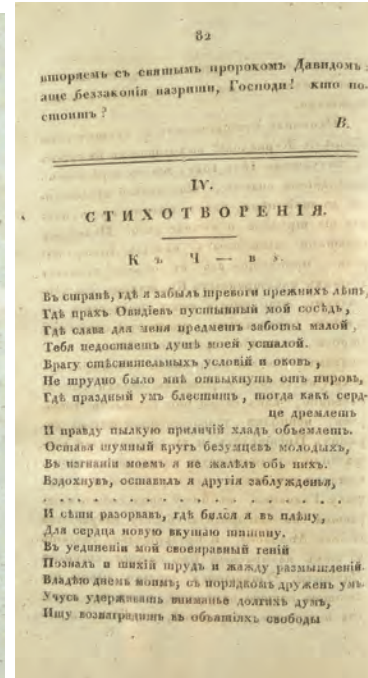 82
вторяемъ съ святымъ пророкомъ Давидомъ:
аще беззаконія назриши, Господи! кто по-
стоитъ?
В.
IV.
СТИХОТВОРЕНІЯ.
Къ Ч — в у.
Въ странѣ, гдѣ я забылъ тревоги прежнихъ лѣтъ,
Гдѣ прахъ Овидіевъ пустынный мой сосѣдъ,
Гдѣ слава для меня предметъ заботы малой,
Тебя недостаетъ душѣ моей усталой.
Врагу стѣснительныхъ условій и оковъ,
Не трудно было мнѣ отвыкнуть отъ пировъ,
Гдѣ праздный умъ блеститъ, тогда какъ серд-
це дремлетъ
И правду пылкую приличій хладъ объемлетъ.
Оставя шумный кругъ безумцевъ молодыхъ,
Въ изгнаніи моемъ я не жалѣлъ объ нихъ.
Вздохнувъ, оставилъ я другія заблужденья,
. . . . . . . . . . . . . . . . . . . .
И сѣти разорвавъ, гдѣ бился я въ плѣну,
Для сердца новую вкушаю тишину.
Въ уединеніи мой своенравный геній
Позналъ и тихій трудъ и жажду размышленій.
Владѣю днемъ моимъ; съ порядкомъ друженъ умъ.
Учусь удерживать вниманье долгихъ думъ,
Ищу вознаградить въ объятіяхъ свободы